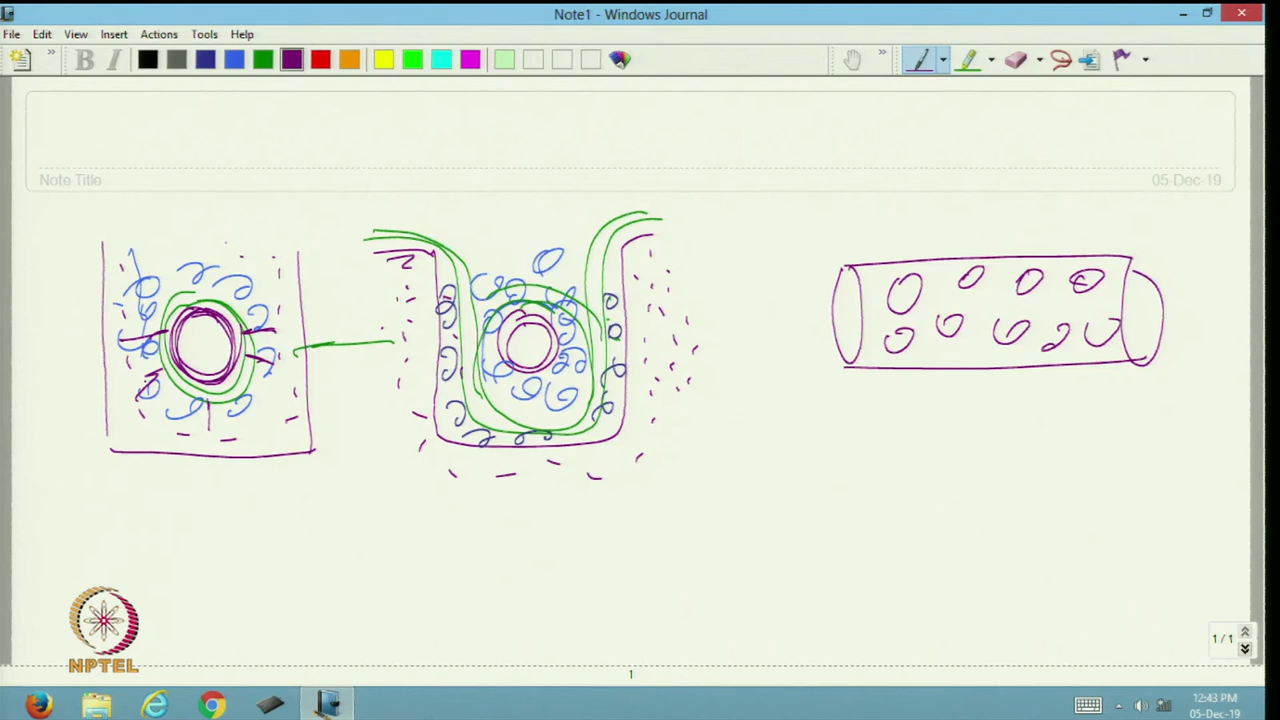 Note1 - Windows Journal
File Edit View Insert Actions Tools Help
B I
Note Title
05-Dec-19
1 / 1
NPTEL
1
12:43 PM
05-Dec-19